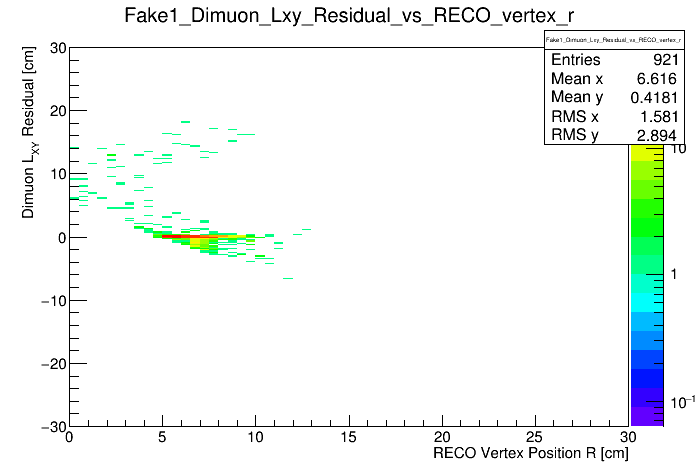 Fake1_Dimuon_Lxy_Residual_vs_RECO_vertex_r
Fake1_Dimuon_Lxy_Residual_vs_RECO_vertex_r
Entries 921
Mean x 6.616
Mean y 0.4181
RMS x 1.581
RMS y 2.894
Dimuon LXY Residual [cm]
30
20
10
0
−10
−20
−30
0 5 10 15 20 25 30
RECO Vertex Position R [cm]
10
1
10−1